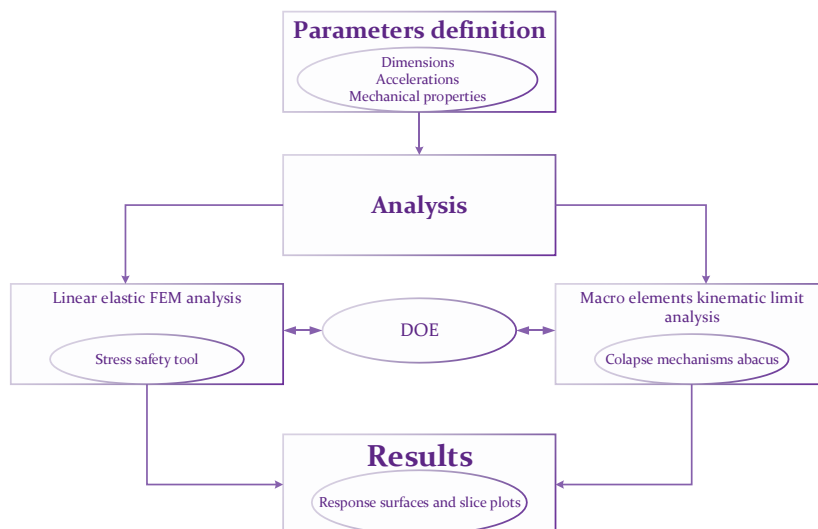 Parameters definition
Dimensions
Accelerations
Mechanical properties
Analysis
Linear elastic FEM analysis
Stress safety tool
DOE
Macro elements kinematic limit
analysis
Colapse mechanisms abacus
Results
Response surfaces and slice plots